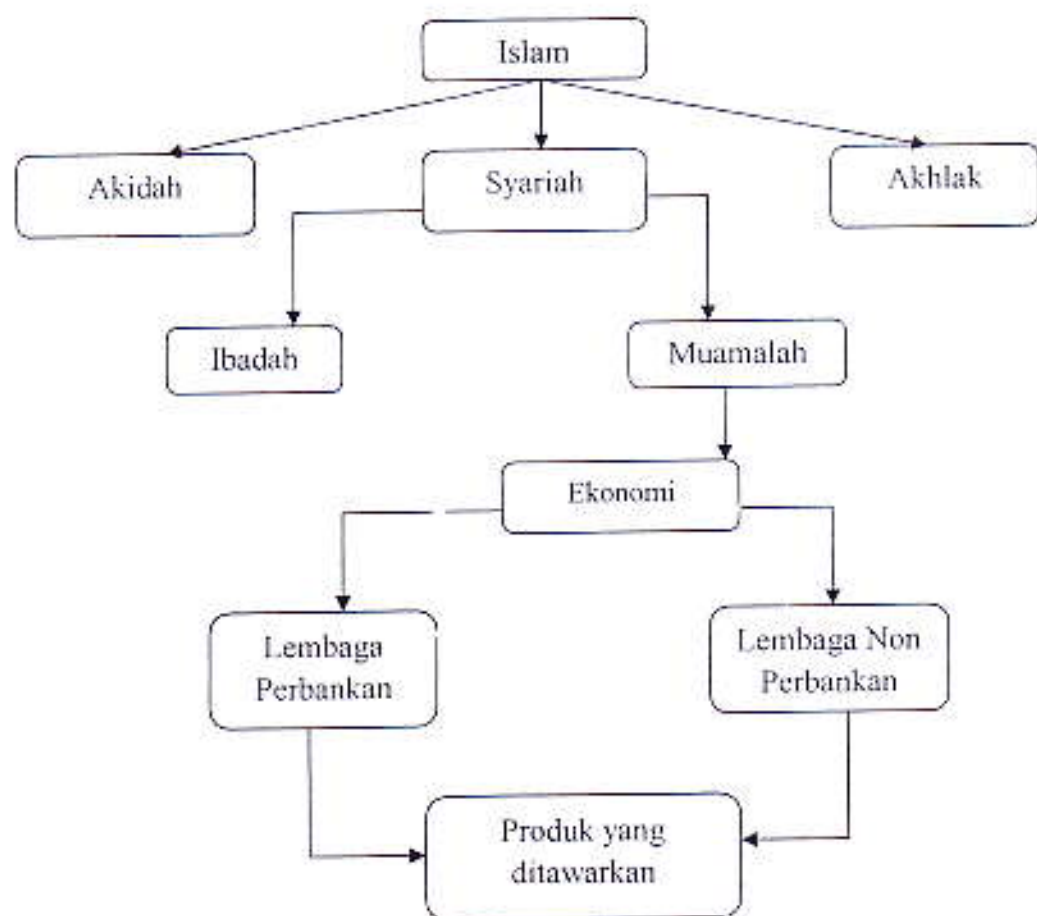 Islam
Akidah
Syariah
Akhlak
Ibadah
Muamalah
Ekonomi
Lembaga
Perbankan
Lembaga Non
Perbankan
Produk yang
ditawarkan